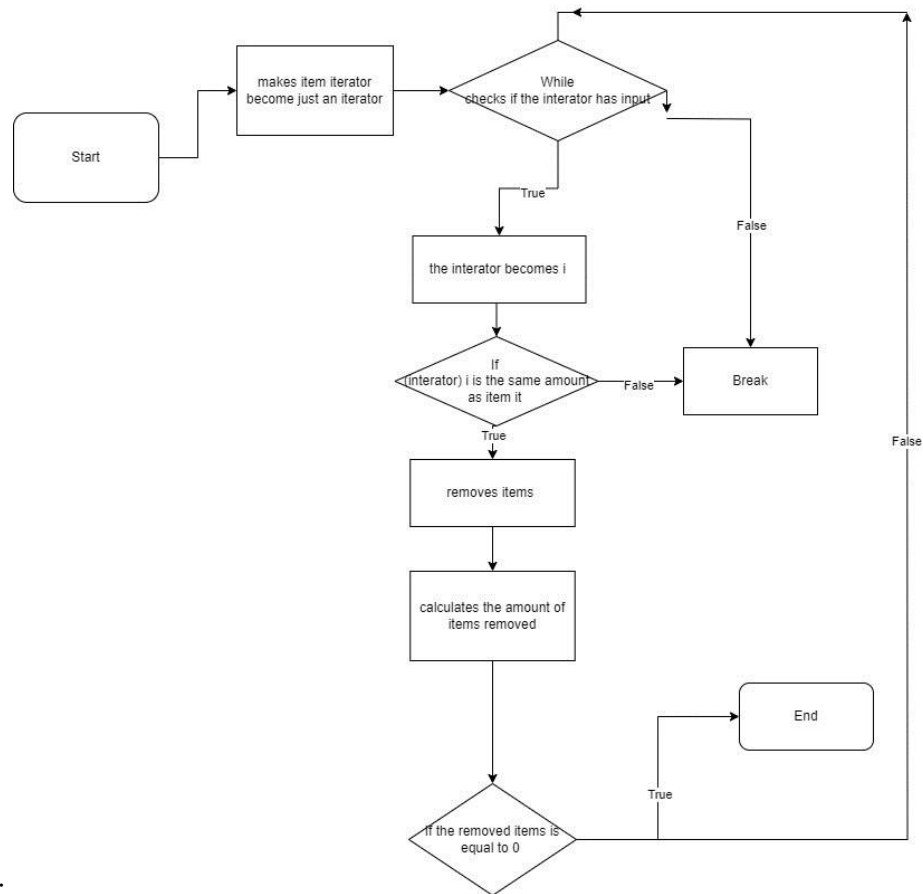 makes item iterator
become just an iterator
While
checks if the interator has input
Start
True
False
the interator becomes i
If
(interator) i is the same amount
as item it
False
Break
True
False
removes items
calculates the amount of
items removed
End
True
If the removed items is
equal to 0
.